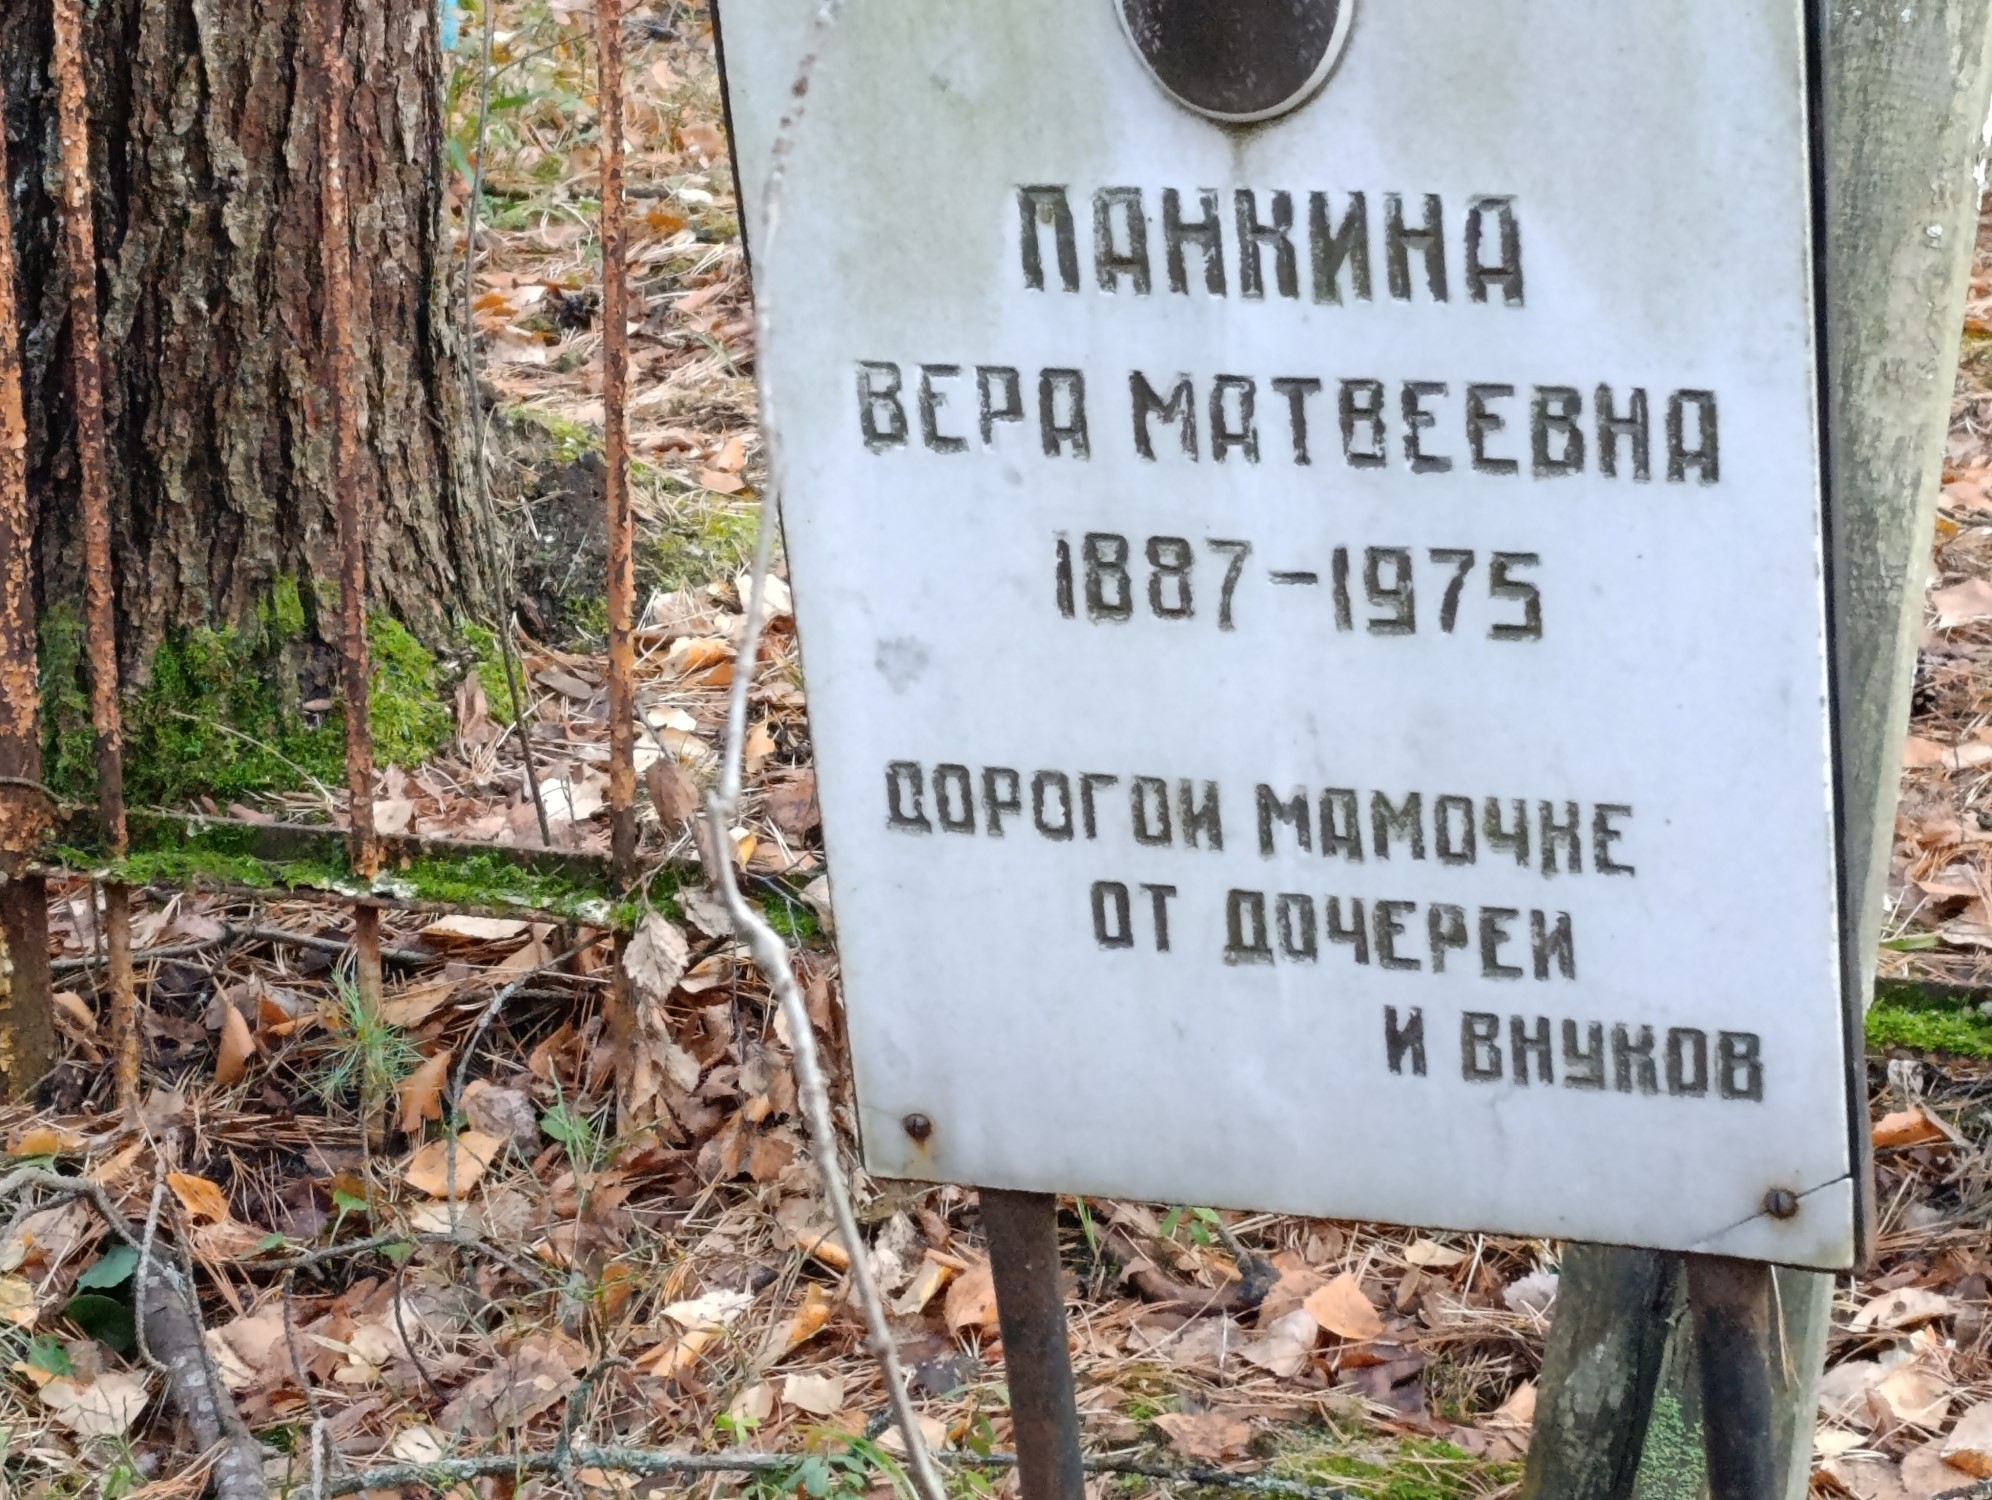 ПАНКИНА
ВЕРА МАТВЕЕВНА
1887-1975
ДОРОГОИ МАМОЧКЕ
ОТ ДОЧЕРЕИ
И ВНУКОВ